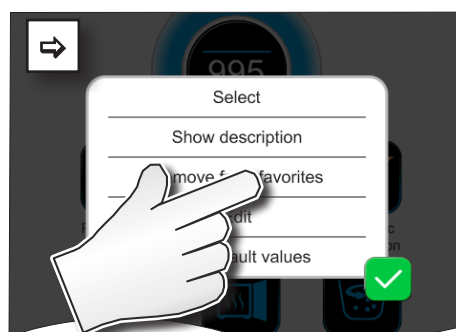 995
Select
Show description
move f favorites
dit
ault values